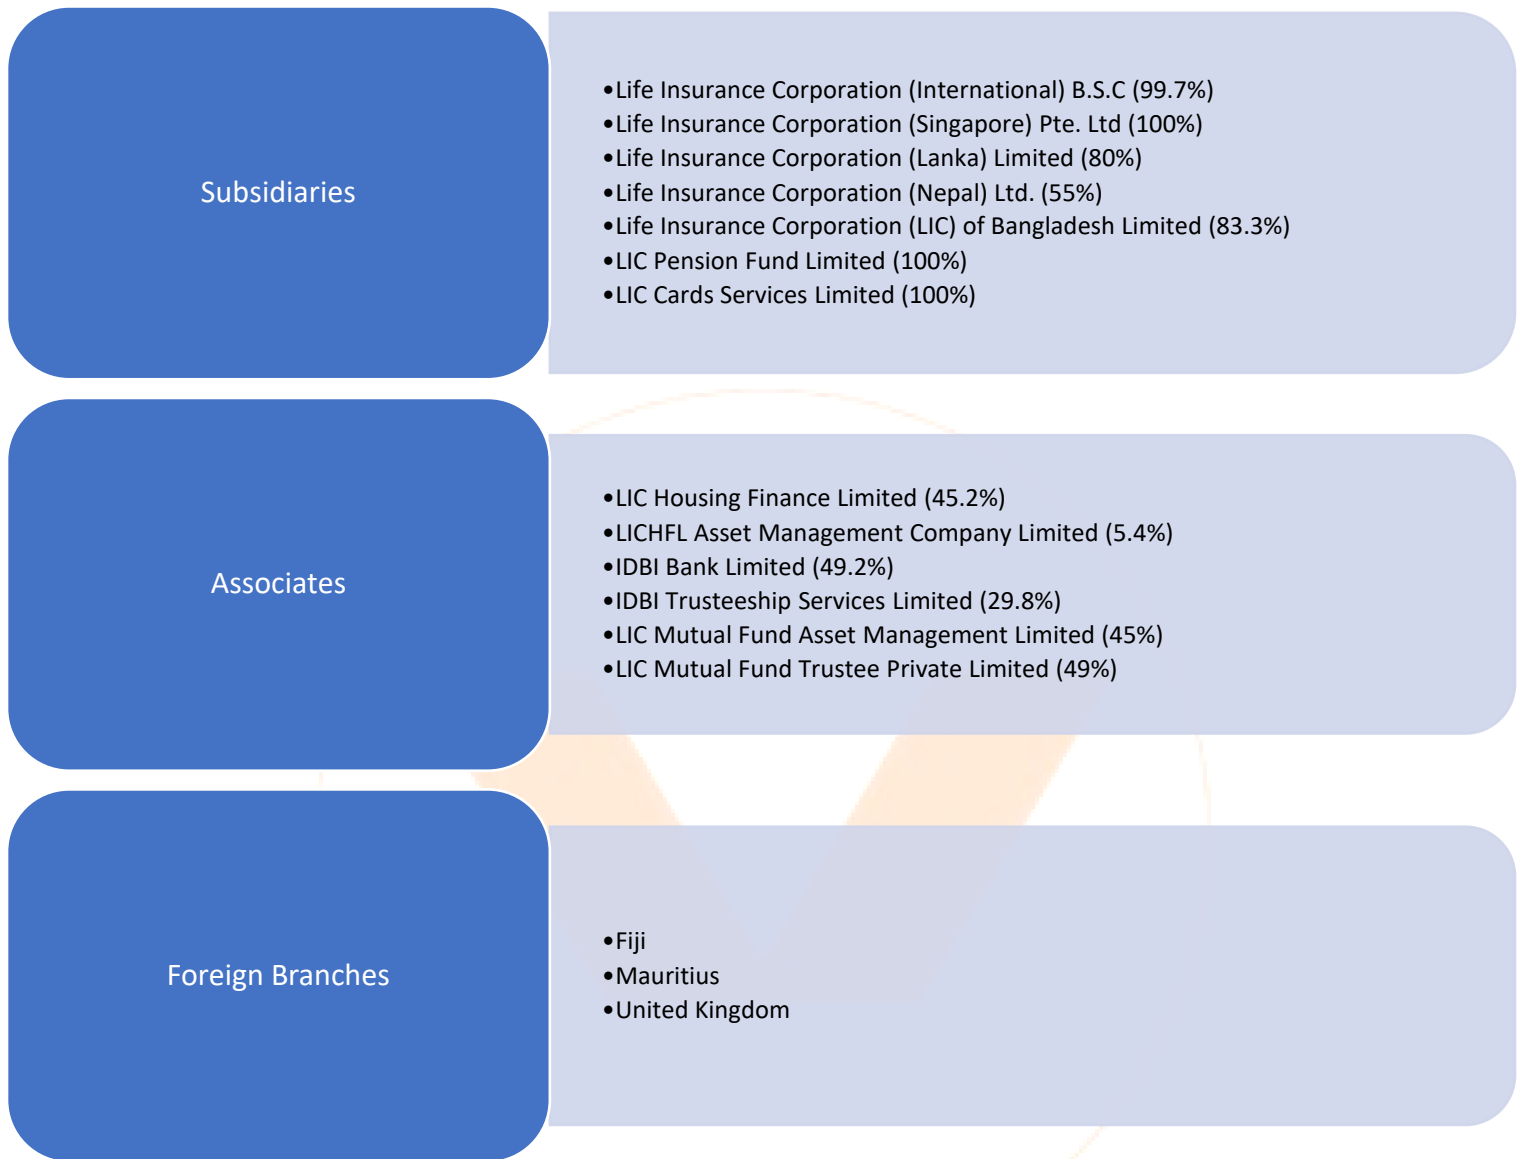 Subsidiaries
•Life Insurance Corporation (International) B.S.C (99.7%)
•Life Insurance Corporation (Singapore) Pte. Ltd (100%)
•Life Insurance Corporation (Lanka) Limited (80%)
•Life Insurance Corporation (Nepal) Ltd. (55%)
•Life Insurance Corporation (LIC) of Bangladesh Limited (83.3%)
•LIC Pension Fund Limited (100%)
•LIC Cards Services Limited (100%)
Associates
•LIC Housing Finance Limited (45.2%)
•LICHFL Asset Management Company Limited (5.4%)
•IDBI Bank Limited (49.2%)
•IDBI Trusteeship Services Limited (29.8%)
•LIC Mutual Fund Asset Management Limited (45%)
•LIC Mutual Fund Trustee Private Limited (49%)
Foreign Branches
•Fiji
•Mauritius
•United Kingdom